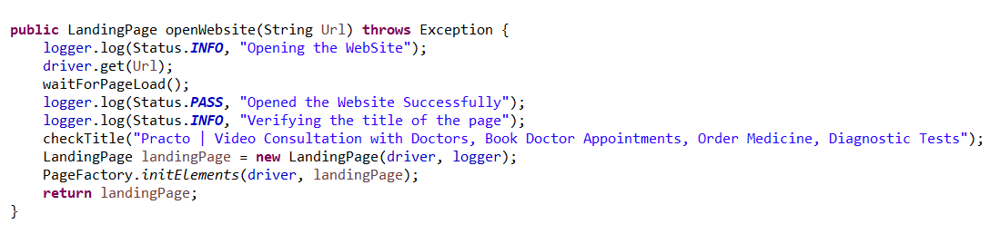 public LandingPage openWebsite(String Url) throws Exception {
    logger.log(Status.INFO, "Opening the WebSite");
    driver.get(Url);
    waitForPageLoad();
    logger.log(Status.PASS, "Opened the Website Successfully");
    logger.log(Status.INFO, "Verifying the title of the page");
    checkTitle("Practo | Video Consultation with Doctors, Book Doctor Appointments, Order Medicine, Diagnostic Tests");
    LandingPage landingPage = new LandingPage(driver, logger);
    PageFactory.initElements(driver, landingPage);
    return landingPage;
}